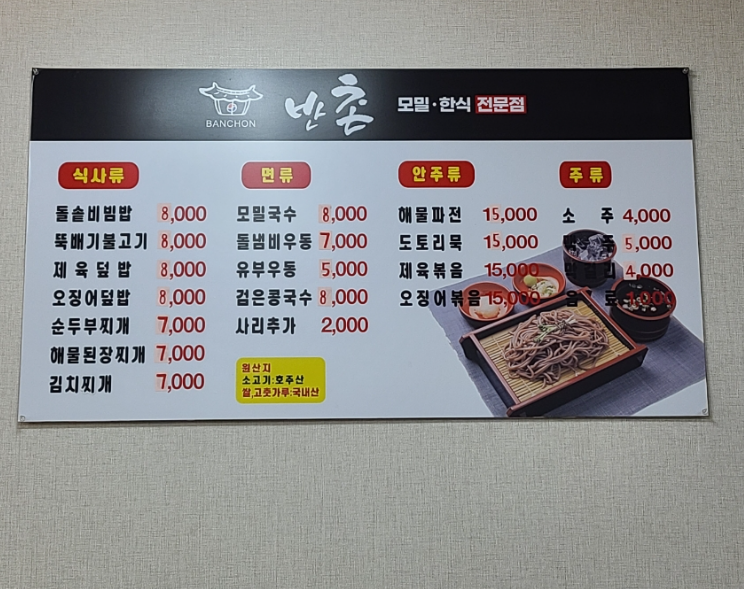 BANCHON
반촌 모밀·한식 전문점
식사류
돌솥비빔밥 8,000
뚝배기불고기 8,000
제육덮밥 8,000
오징어덮밥 8,000
순두부찌개 7,000
해물된장찌개 7,000
김치찌개 7,000
면류
모밀국수 8,000
돌냄비우동 7,000
유부우동 5,000
검은콩국수 8,000
사리추가 2,000
원산지
소고기:호주산
쌀,고춧가루:국내산
안주류
해물파전 15,000
도토리묵 15,000
제육볶음 15,000
오징어볶음 15,000
주류
소 주 4,000
5,000
막걸리 4,000
음 료